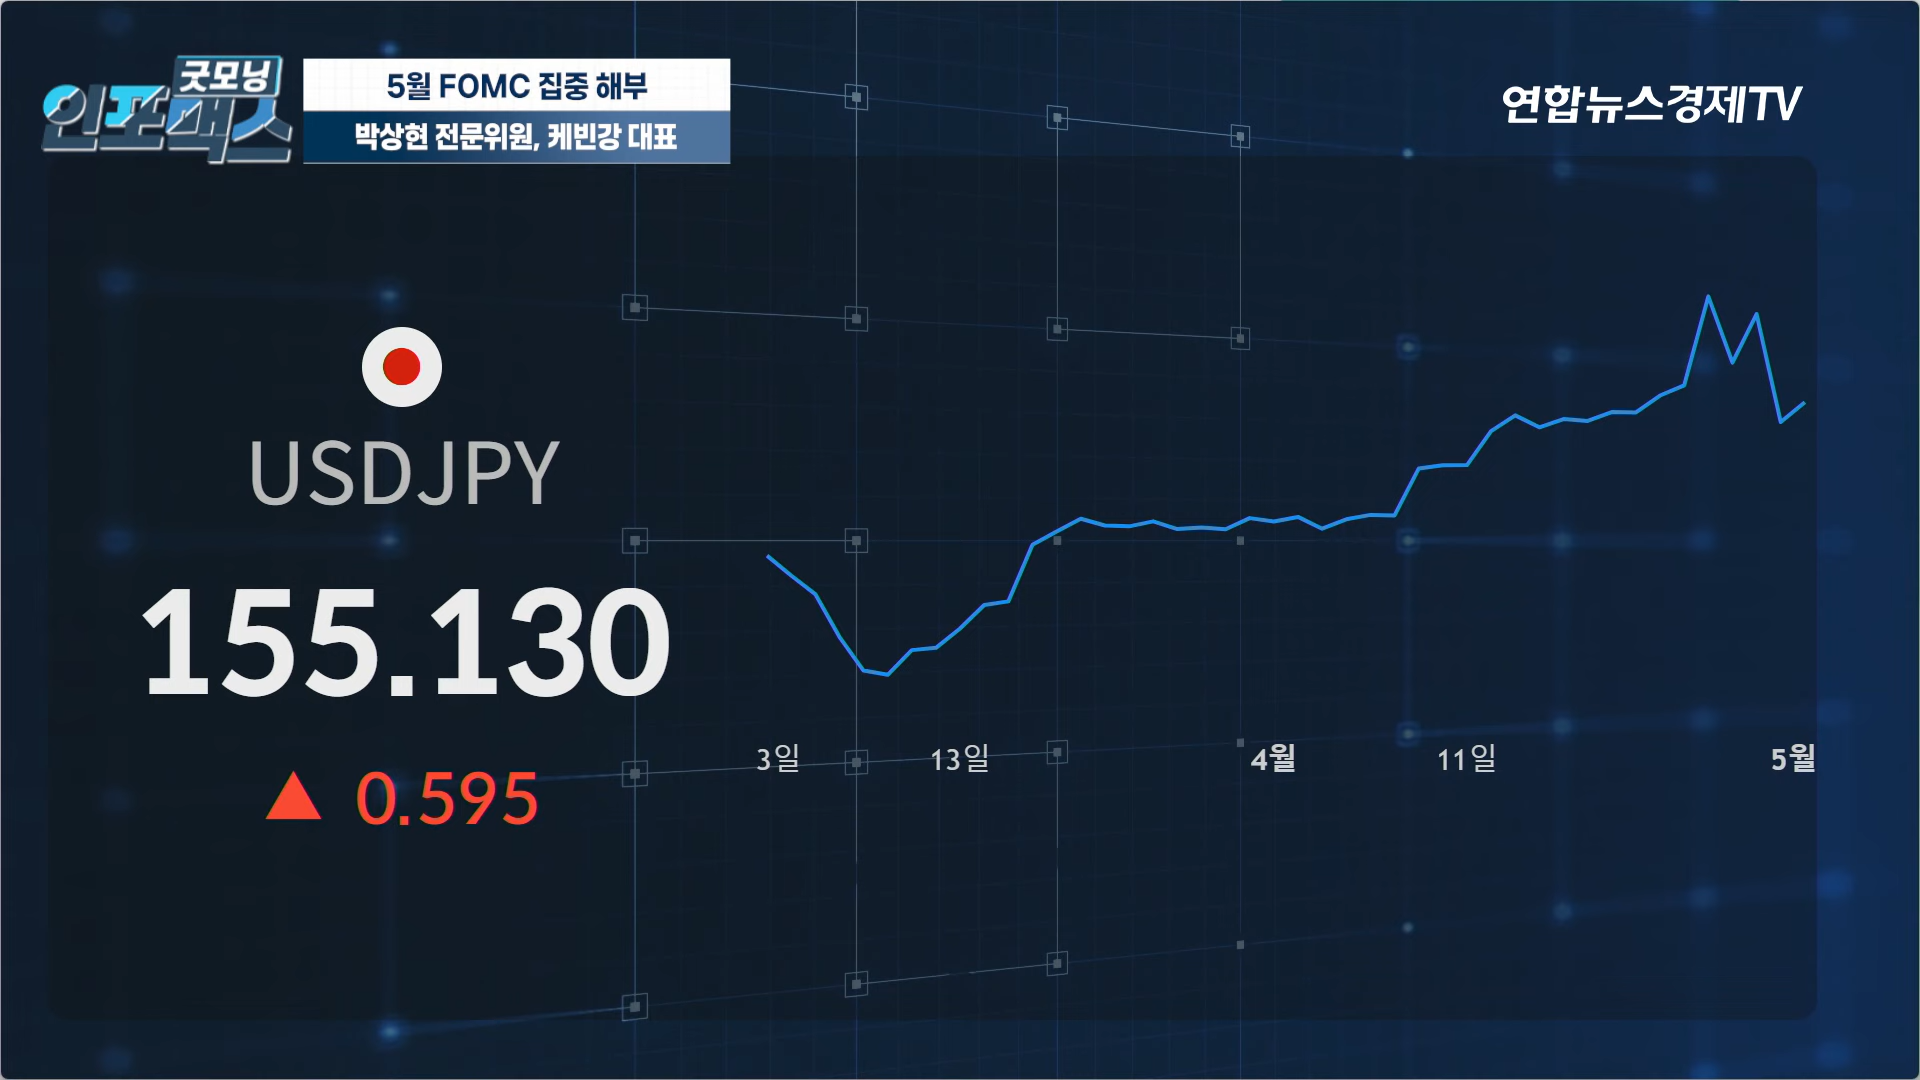 굿모닝
인포맥스
5월 FOMC 집중 해부
박상현 전문위원, 케빈강 대표
연합뉴스경제TV
USDJPY
155.130
▲ 0.595
3일 13일 4월 11일 5월